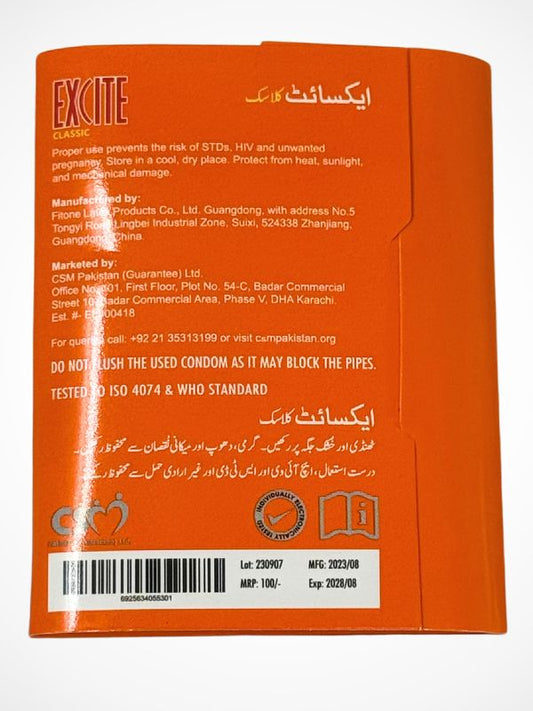 EXCITE
CLASSIC
ایکسائٹ کلاسک
Proper use prevents the risk of STDs, HIV and unwanted
pregnancy. Store in a cool, dry place. Protect from heat, sunlight,
and mechanical damage.
Manufactured by:
Fitone Latex Products Co., Ltd. Guangdong, with address No.5
Tongyi Road Lingbei Industrial Zone, Suixi, 524338 Zhanjiang,
Guangdong China.
Marketed by:
CSM Pakistan (Guarantee) Ltd.
Office No. 01, First Floor, Plot No. 54-C, Badar Commercial
Street 10, Badar Commercial Area, Phase V, DHA Karachi.
Est. #- E 00418
For queries call: +92 21 35313199 or visit csmpakistan.org
DO NOT FLUSH THE USED CONDOM AS IT MAY BLOCK THE PIPES.
TESTED TO ISO 4074 & WHO STANDARD
ایکسائٹ کلاسک
ٹھنڈی اور خشک جگہ پر رکھیں۔ گرمی، دھوپ اور میکانی نقصان سے محفوظ رکھیں۔
درست استعمال، ایچ آئی وی اور ایس ٹی ڈی اور غیر ارادی حمل سے محفوظ رکھے
CSM
INDIVIDUALLY ELECTRONICALLY TESTED
i
Lot: 230907 MFG: 2023/08
MRP: 100/- Exp: 2028/08
6925634055301